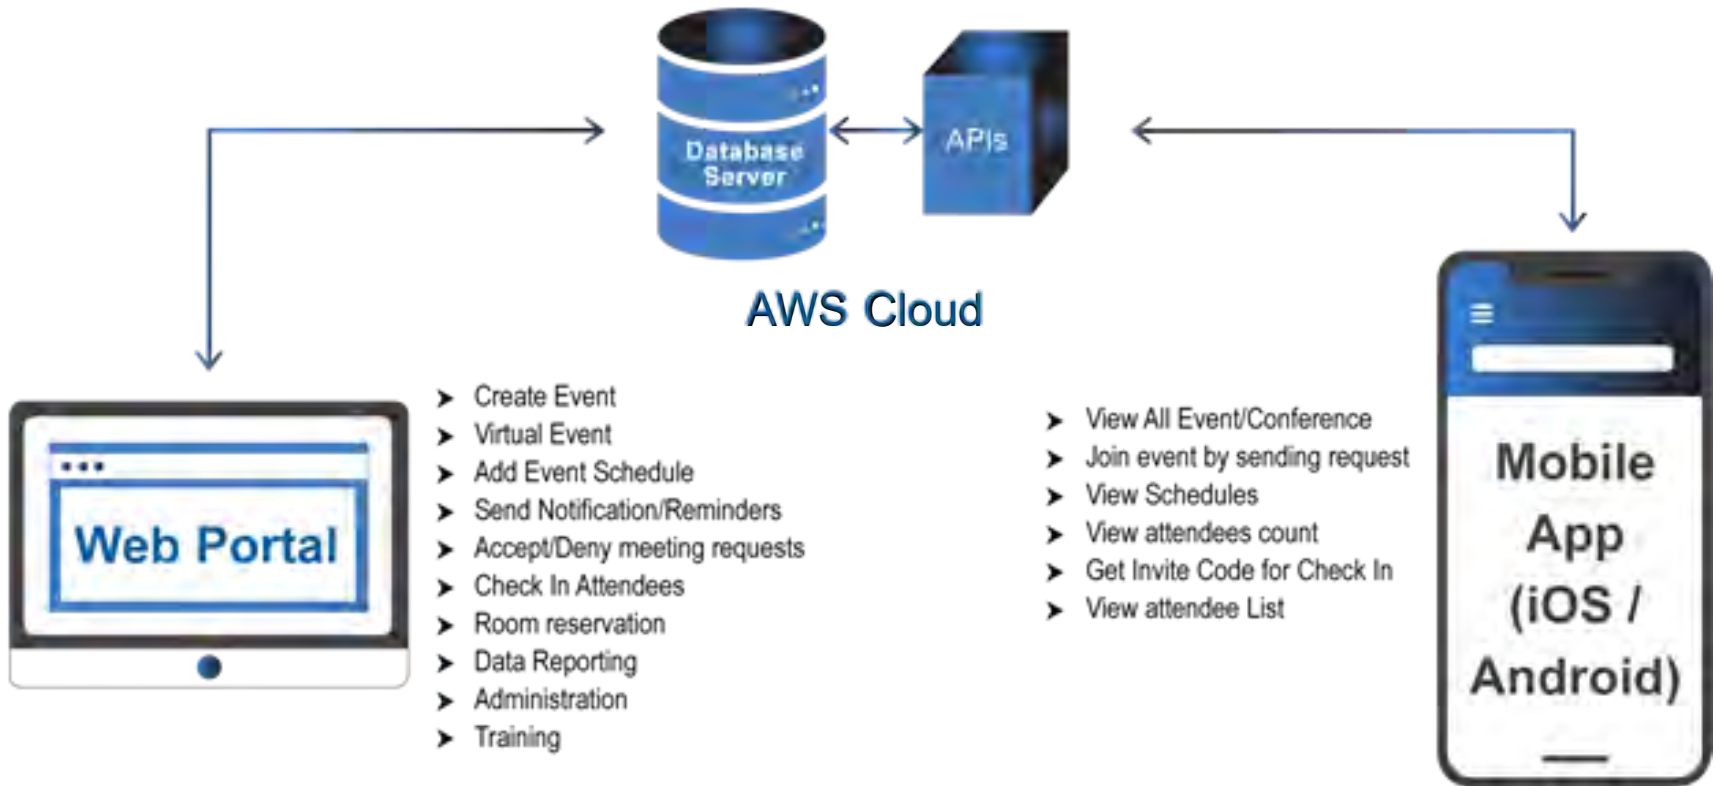 Database
Server
APIs
AWS Cloud
Web Portal
Create Event
Virtual Event
Add Event Schedule
Send Notification/Reminders
Accept/Deny meeting requests
Check In Attendees
Room reservation
Data Reporting
Administration
Training
View All Event/Conference
Join event by sending request
View Schedules
View attendees count
Get Invite Code for Check In
View attendee List
Mobile
App
(iOS /
Android)